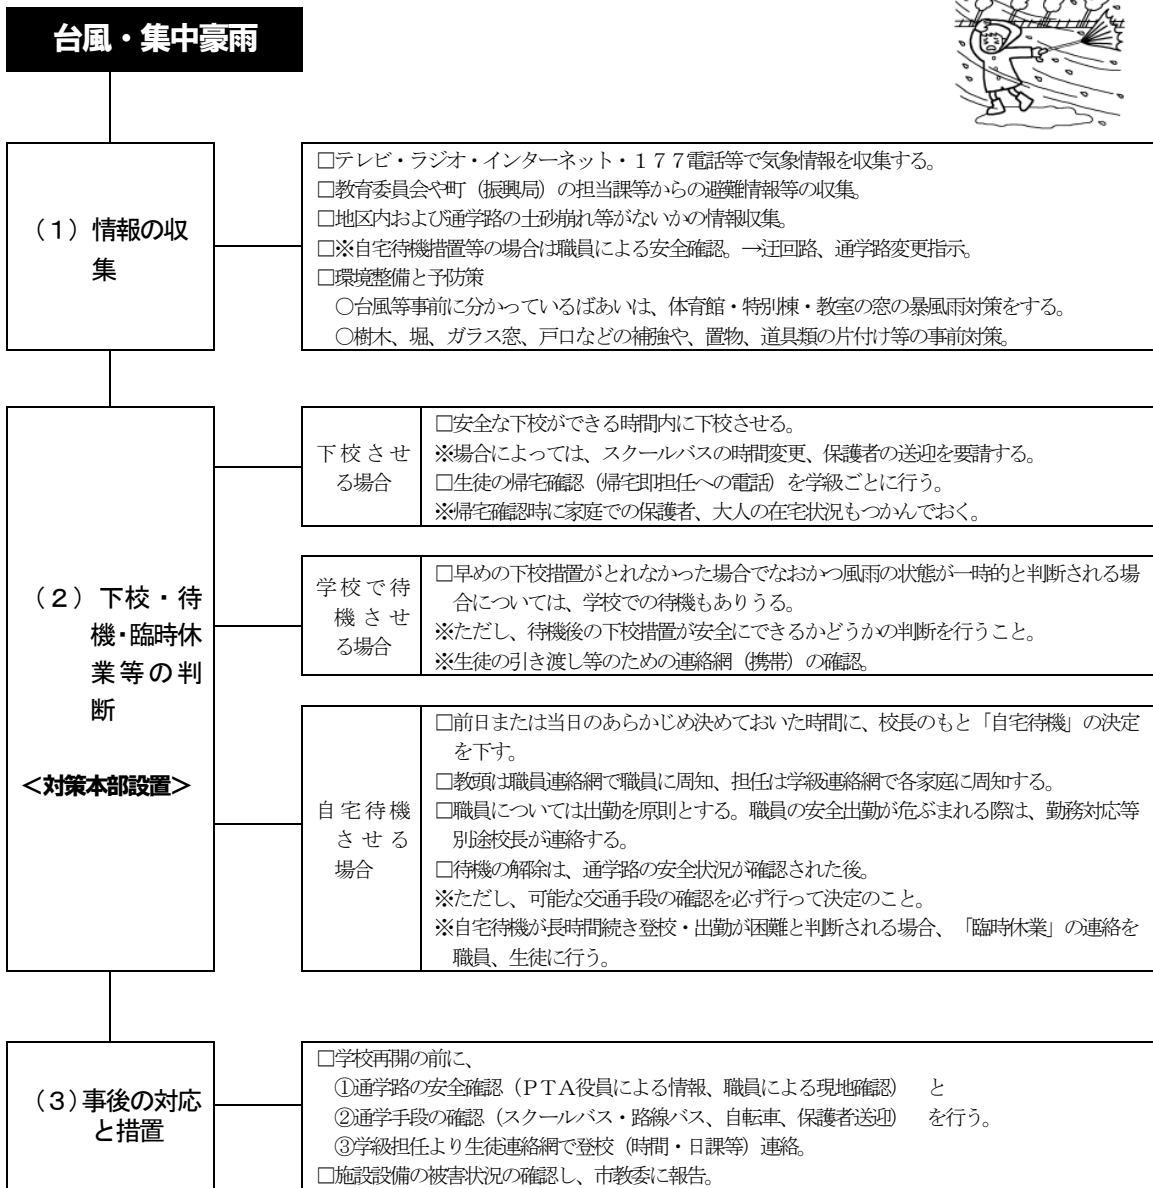 台風・集中豪雨
（１）情報の収
集
□テレビ・ラジオ・インターネット・１７７電話等で気象情報を収集する。
□教育委員会や町（振興局）の担当課等からの避難情報等の収集。
□地区内および通学路の土砂崩れ等がないかの情報収集。
□※自宅待機措置等の場合は職員による安全確認。→迂回路、通学路変更指示。
□環境整備と予防策
○台風等事前に分かっているばあいは、体育館・特別棟・教室の窓の暴風雨対策をする。
○樹木、堀、ガラス窓、戸口などの補強や、置物、道具類の片付け等の事前対策。
（２）下校・待
機・臨時休
業等の判
断
＜対策本部設置＞
下校させ
る場合
□安全な下校ができる時間内に下校させる。
※場合によっては、スクールバスの時間変更、保護者の送迎を要請する。
□生徒の帰宅確認（帰宅即担任への電話）を学級ごとに行う。
※帰宅確認時に家庭での保護者、大人の在宅状況もつかんでおく。
学校で待
機させ
る場合
□早めの下校措置がとれなかった場合でなおかつ風雨の状態が一時的と判断される場
合については、学校での待機もありうる。
※ただし、待機後の下校措置が安全にできるかどうかの判断を行うこと。
※生徒の引き渡し等のための連絡網（携帯）の確認。
自宅待機
させる
場合
□前日または当日のあらかじめ決めておいた時間に、校長のもと「自宅待機」の決定
を下す。
□教頭は職員連絡網で職員に周知、担任は学級連絡網で各家庭に周知する。
□職員については出勤を原則とする。職員の安全出勤が危ぶまれる際は、勤務対応等
別途校長が連絡する。
□待機の解除は、通学路の安全状況が確認された後。
※ただし、可能な交通手段の確認を必ず行って決定のこと。
※自宅待機が長時間続き登校・出勤が困難と判断される場合、「臨時休業」の連絡を
職員、生徒に行う。
（３）事後の対応
と措置
□学校再開の前に、
①通学路の安全確認（ＰＴＡ役員による情報、職員による現地確認）　と
②通学手段の確認（スクールバス・路線バス、自転車、保護者送迎）　を行う。
③学級担任より生徒連絡網で登校（時間・日課等）連絡。
□施設設備の被害状況の確認し、市教委に報告。